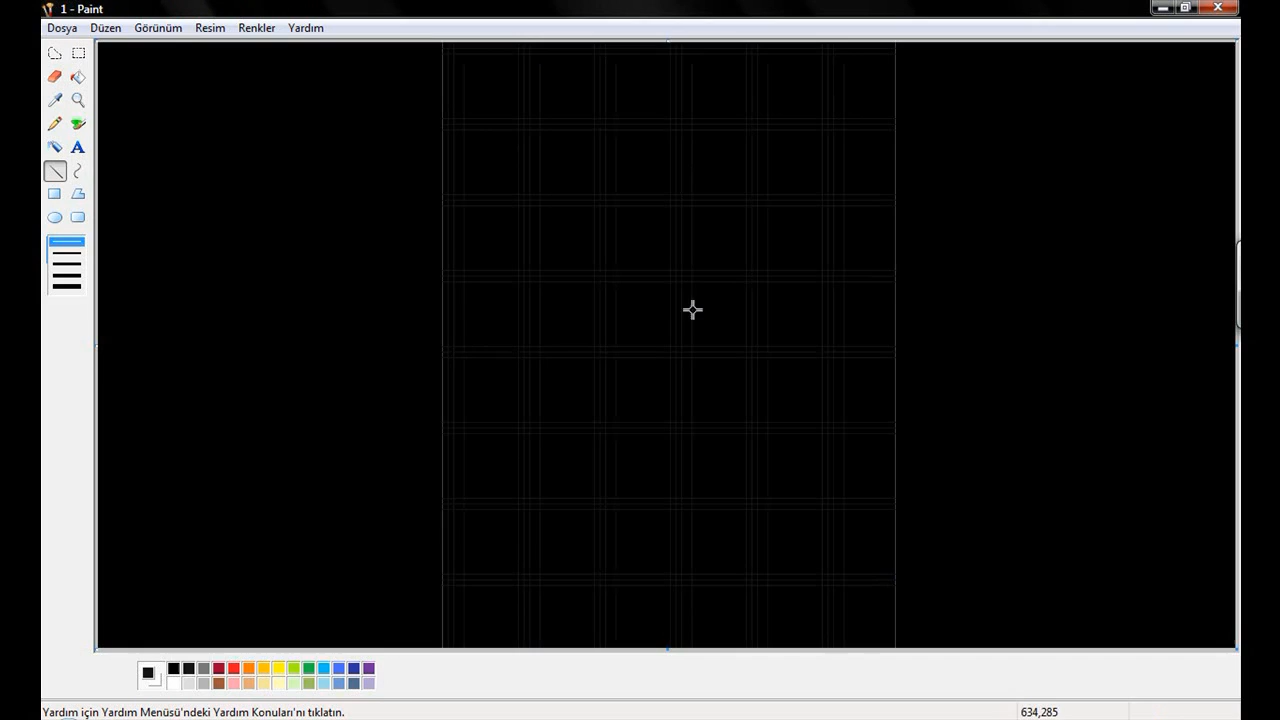 1 - Paint
Dosya Düzen Görünüm Resim Renkler Yardım
A
Yardım için Yardım Menüsü'ndeki Yardım Konuları'nı tıklatın.
634,285